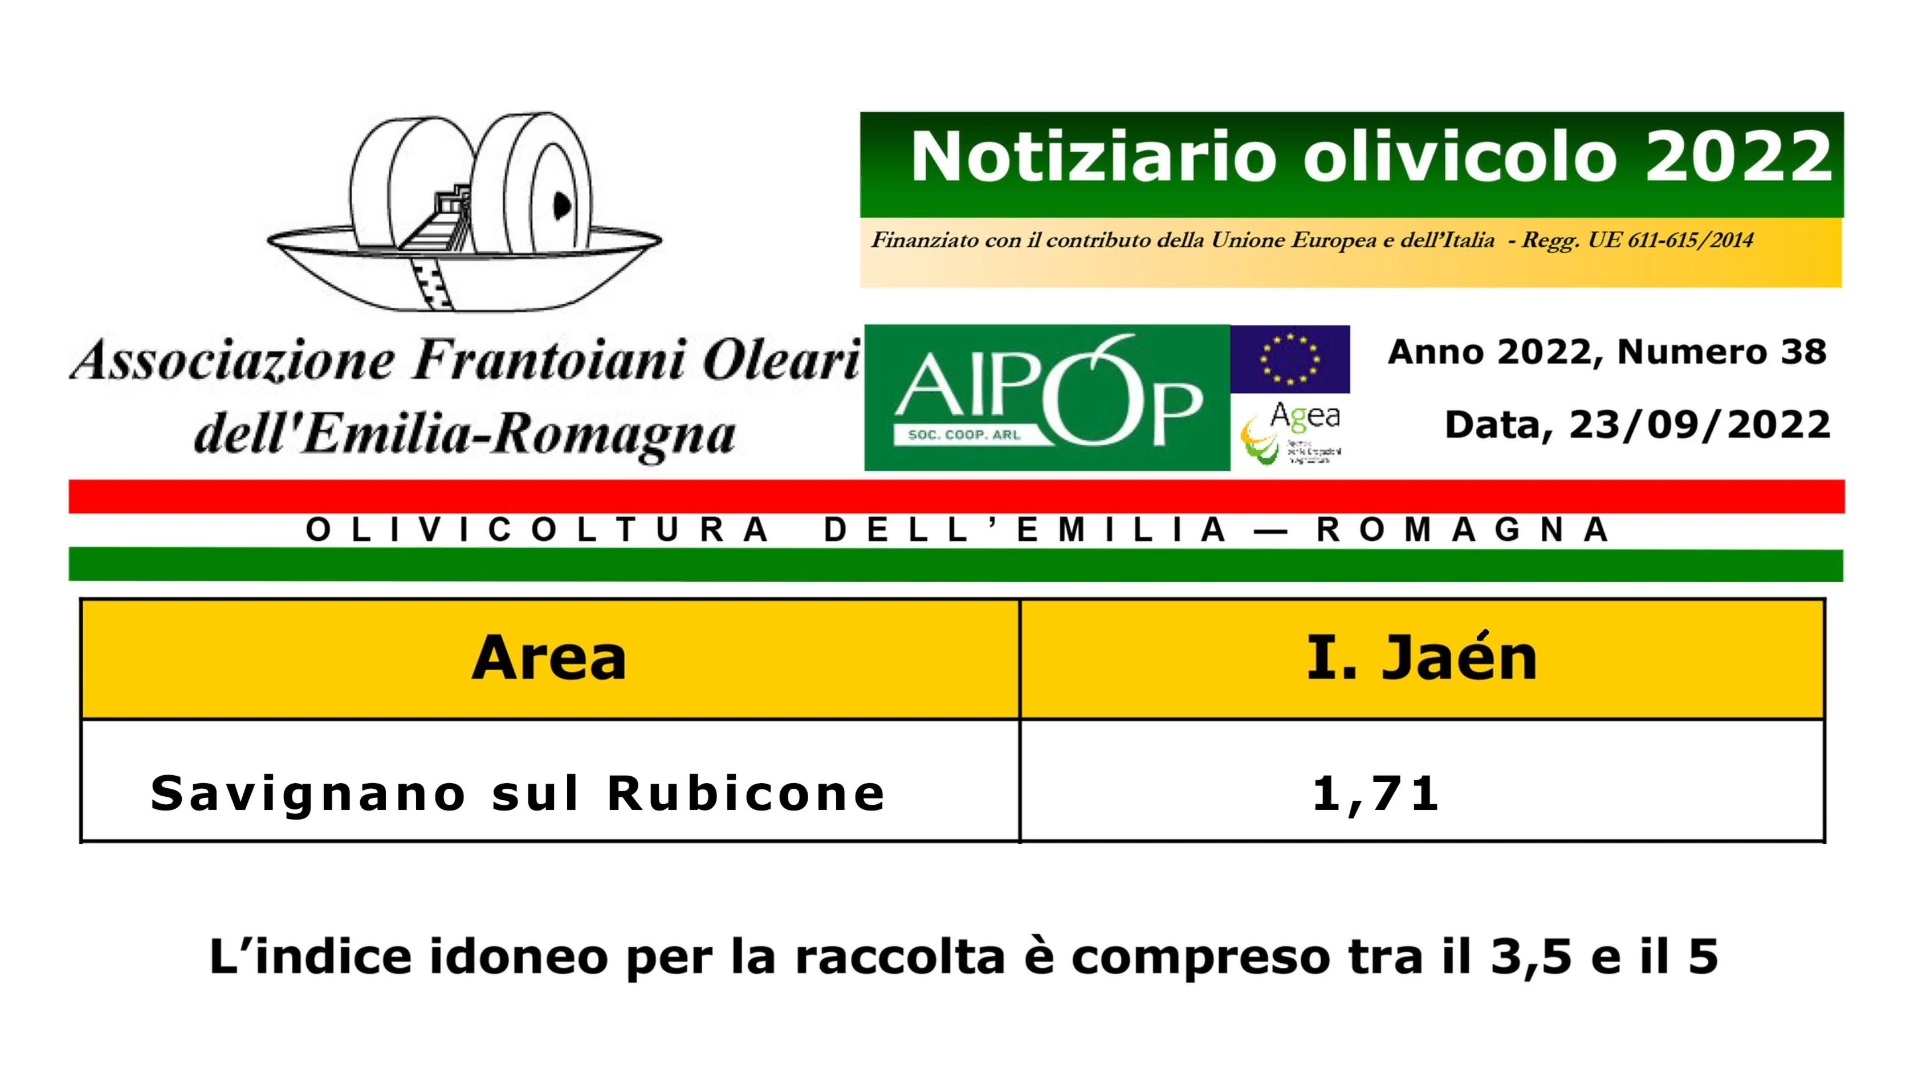 Notiziario olivicolo 2022
Finanziato con il contributo della Unione Europea e dell'Italia - Regg. UE 611-615/2014
Associazione Frantoiani Oleari
dell'Emilia-Romagna
AIPOP
SOC. COOP. ARL
Agea
Anno 2022, Numero 38
Data, 23/09/2022
OLIVICOLTURA DELL’EMILIA — ROMAGNA
Area
I. Jaén
Savignano sul Rubicone
1,71
L’indice idoneo per la raccolta è compreso tra il 3,5 e il 5